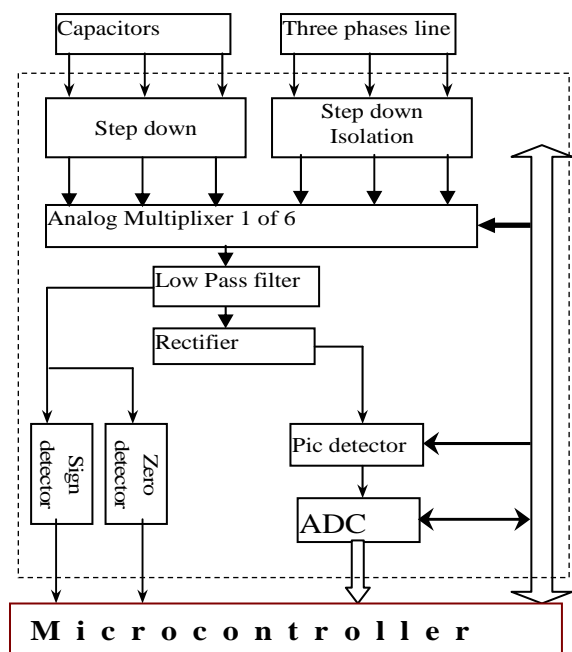 Capacitors
Three phases line
Step down
Step down
Isolation
Analog Multiplixer 1 of 6
Low Pass filter
Rectifier
Sign
detector
Zero
detector
Pic detector
ADC
Microcontroller